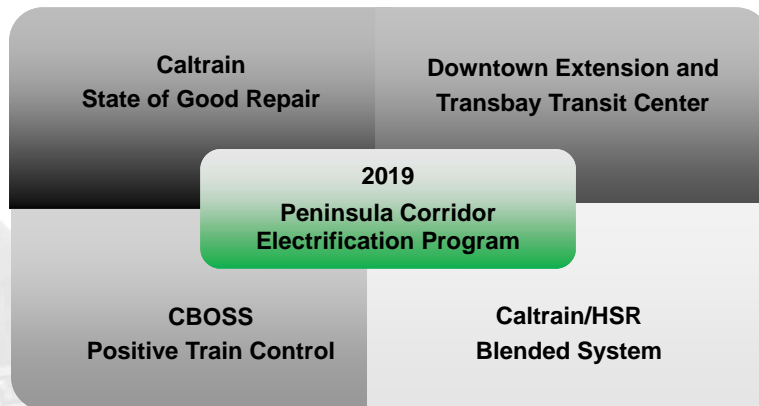 Caltrain
State of Good Repair
Downtown Extension and
Transbay Transit Center
2019
Peninsula Corridor
Electrification Program
CBOSS
Positive Train Control
Caltrain/HSR
Blended System